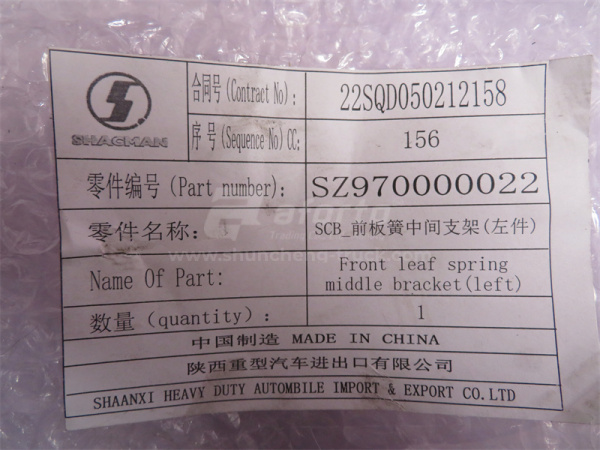 SHACMAN
合同号(Contract No):
22SQD050212158
序 号(Sequence No)CC:
156
零件编号(Part number):
SZ970000022
零件名称:
SCB_前板簧中间支架(左件)
Name Of Part:
Front leaf spring
middle bracket(left)
数量(quantity):
1
中国制造 MADE IN CHINA
陕西重型汽车进出口有限公司
SHAANXI HEAVY DUTY AUTOMBILE IMPORT & EXPORT CO.LTD